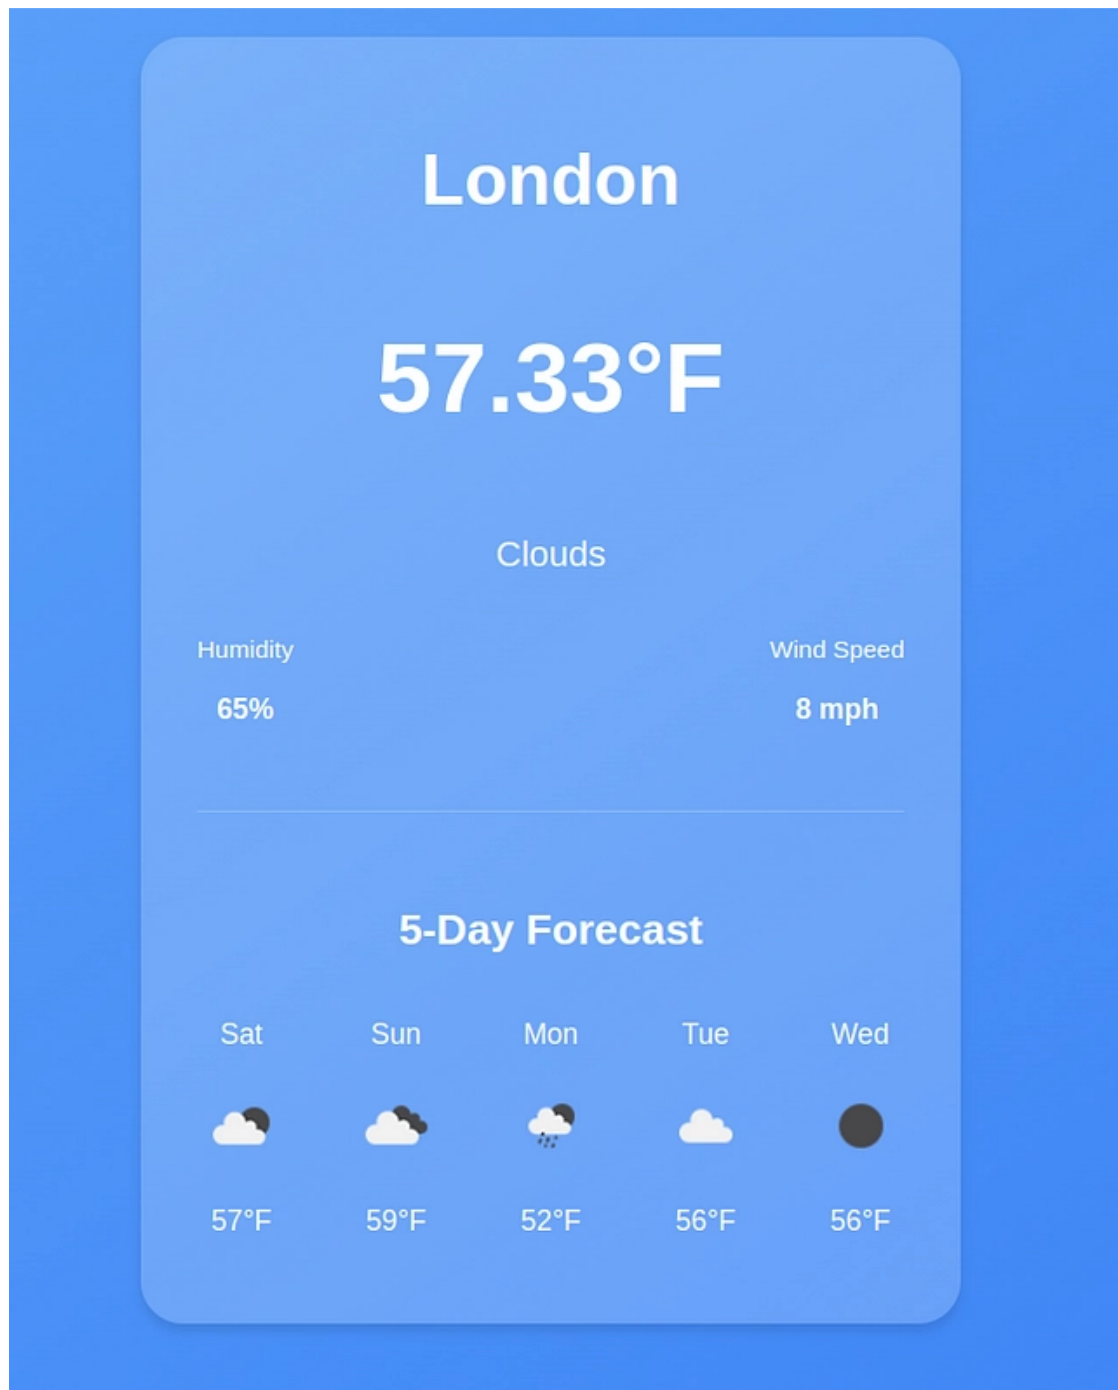 London
57.33°F
Clouds
Humidity Wind Speed
65% 8 mph
5-Day Forecast
Sat Sun Mon Tue Wed
57°F 59°F 52°F 56°F 56°F